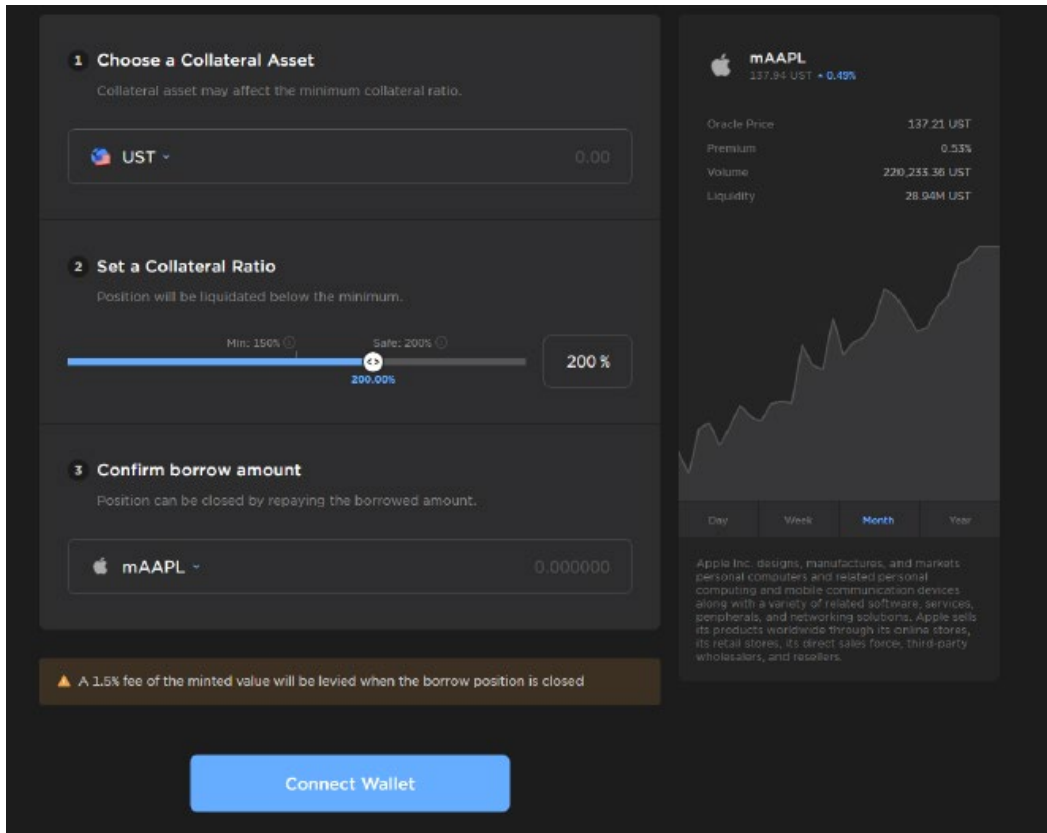 1 Choose a Collateral Asset
Collateral asset may affect the minimum collateral ratio.
UST 0.00
2 Set a Collateral Ratio
Position will be liquidated below the minimum.
Min: 150% Safe: 200%
200 %
200.00%
3 Confirm borrow amount
Position can be closed by repaying the borrowed amount.
mAAPL 0.000000
A 1.5% fee of the minted value will be levied when the borrow position is closed
Connect Wallet
mAAPL
137.94 UST 0.49%
Oracle Price 137.21 UST
Premium 0.53%
Volume 220,233.36 UST
Liquidity 28.94M UST
Day Week Month Year
Apple Inc. designs, manufactures, and markets
personal computers and related personal
computing and mobile communication devices
along with a variety of related software, services,
peripherals, and networking solutions. Apple sells
its products worldwide through its online stores,
its retail stores, its direct sales force, third-party
wholesalers, and resellers.